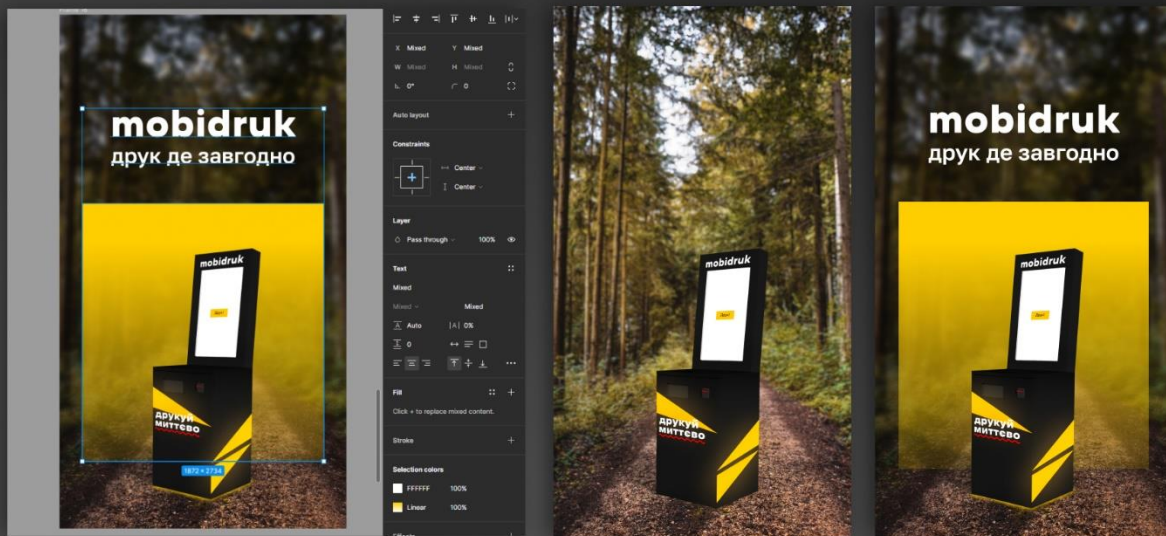 mobidruk
друк де завгодно
mobidruk
Друк!
друкуй
миттєво
1872 × 2734
X Mixed Y Mixed
W Mixed H Mixed
0° 0
Auto layout
Constraints
Center
Center
Layer
Pass through 100%
Text
Mixed
Mixed Mixed
Auto |A| 0%
0
Fill
Click + to replace mixed content.
Stroke
Selection colors
FFFFFF 100%
Linear 100%
Effects
mobidruk
друкуй
миттєво
mobidruk
друк де завгодно
mobidruk
друкуй
миттєво